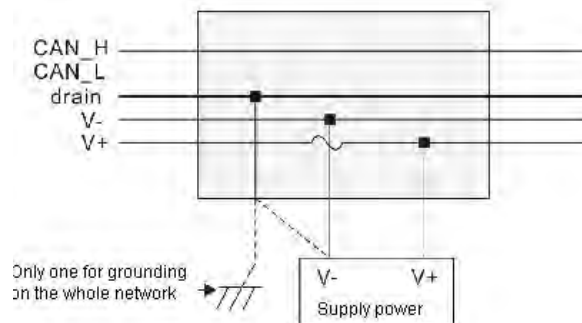 CAN_H
CAN_L
drain
V-
V+
Only one for grounding
on the whole network
V- V+
Supply power